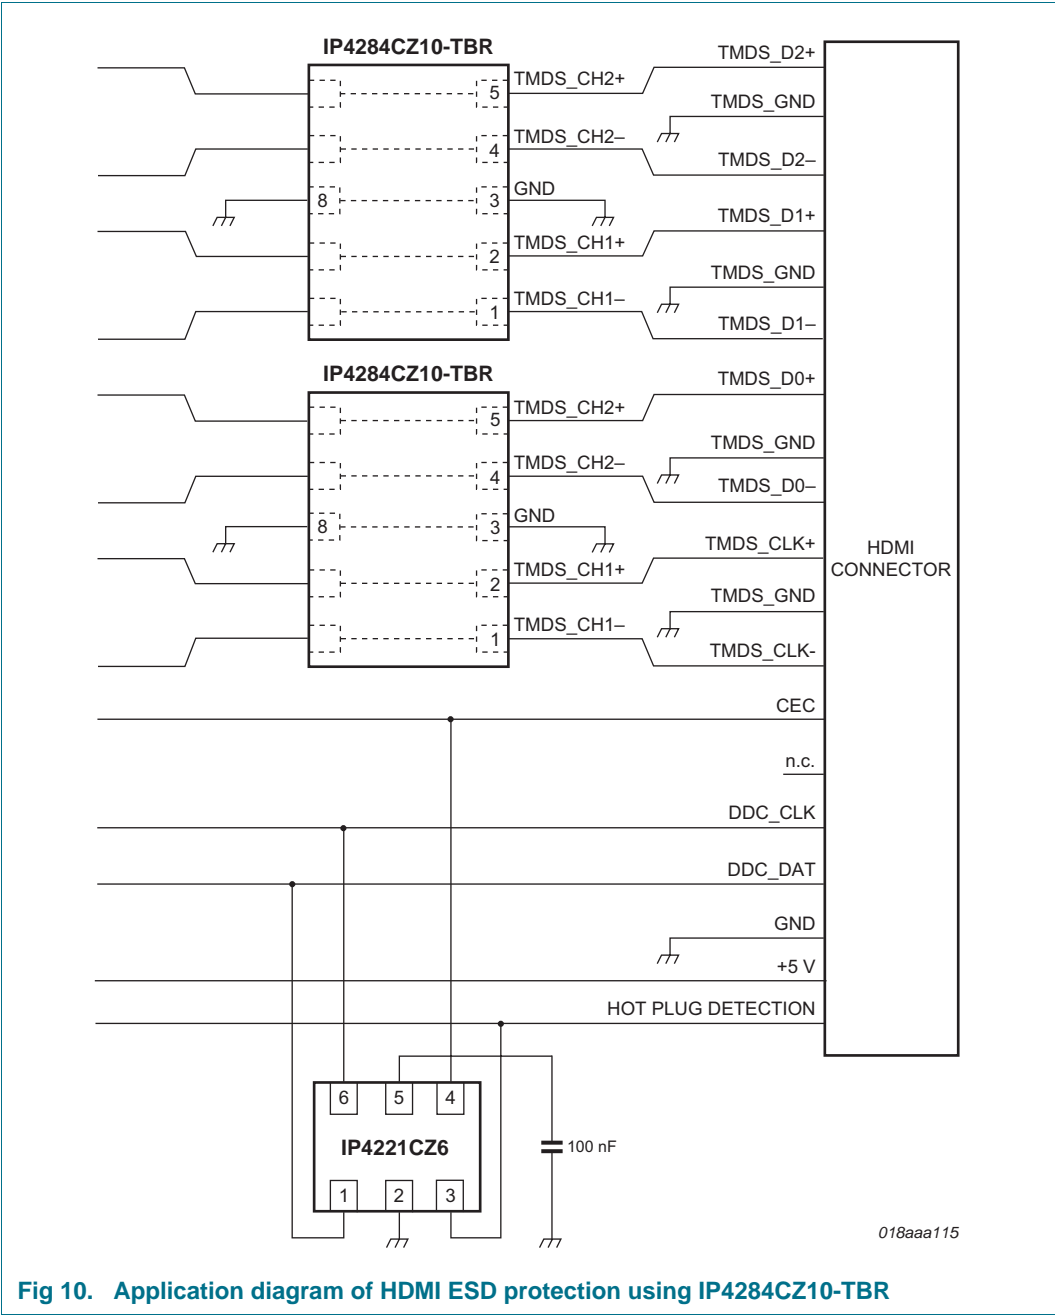 IP4284CZ10-TBR
TMDS_D2+
TMDS_CH2+
5
TMDS_GND
TMDS_CH2–
4
TMDS_D2–
GND
8
3
TMDS_D1+
TMDS_CH1+
2
TMDS_GND
TMDS_CH1–
1
TMDS_D1–
IP4284CZ10-TBR
TMDS_D0+
TMDS_CH2+
5
TMDS_GND
TMDS_CH2–
4
TMDS_D0–
GND
8
3
TMDS_CLK+
HDMI
CONNECTOR
TMDS_CH1+
2
TMDS_GND
TMDS_CH1–
1
TMDS_CLK-
CEC
n.c.
DDC_CLK
DDC_DAT
GND
+5 V
HOT PLUG DETECTION
6 5 4
IP4221CZ6
100 nF
1 2 3
018aaa115
Fig 10. Application diagram of HDMI ESD protection using IP4284CZ10-TBR